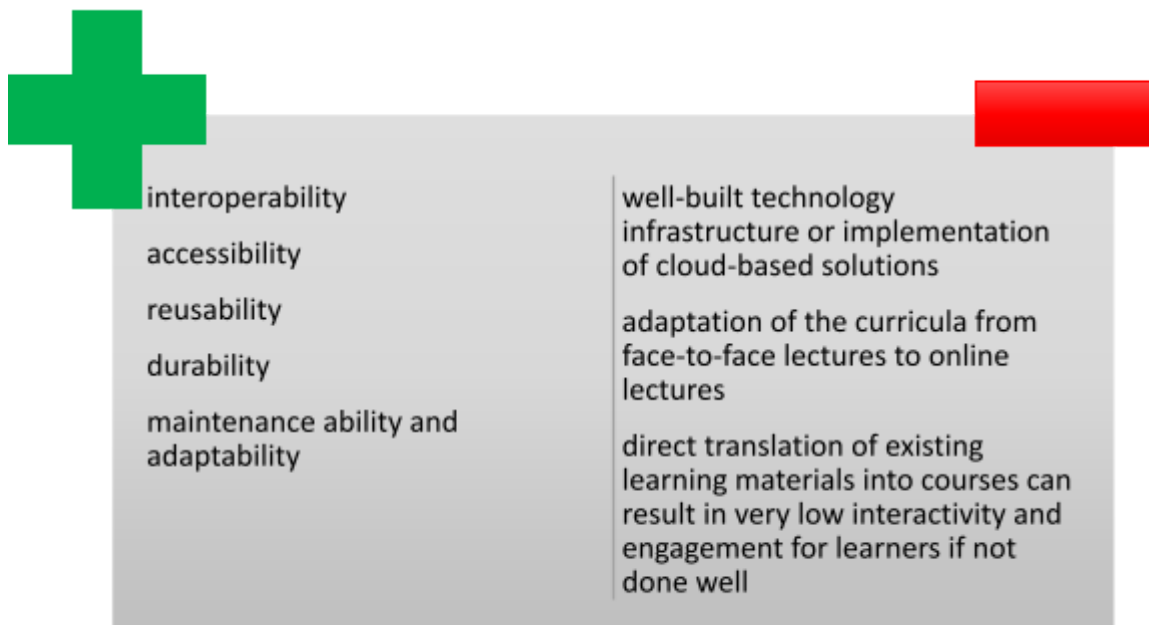 interoperability
accessibility
reusability
durability
maintenance ability and
adaptability
well-built technology
infrastructure or implementation
of cloud-based solutions
adaptation of the curricula from
face-to-face lectures to online
lectures
direct translation of existing
learning materials into courses can
result in very low interactivity and
engagement for learners if not
done well